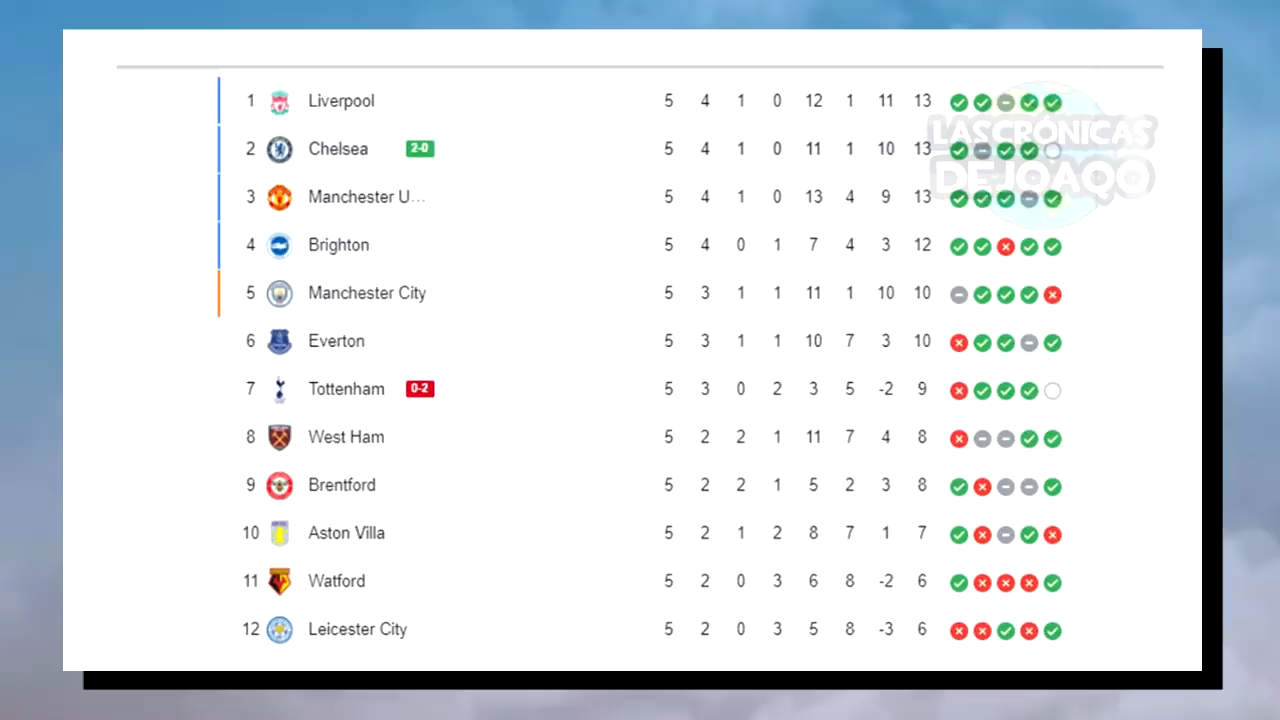 1 Liverpool 5 4 1 0 12 1 11 13
LAS CRÓNICAS
2 Chelsea 2-0 5 4 1 0 11 1 10 13
DE JOAQO
3 Manchester U... 5 4 1 0 13 4 9 13
4 Brighton 5 4 0 1 7 4 3 12
5 Manchester City 5 3 1 1 11 1 10 10
6 Everton 5 3 1 1 10 7 3 10
7 Tottenham 0-2 5 3 0 2 3 5 -2 9
8 West Ham 5 2 2 1 11 7 4 8
9 Brentford 5 2 2 1 5 2 3 8
10 Aston Villa 5 2 1 2 8 7 1 7
11 Watford 5 2 0 3 6 8 -2 6
12 Leicester City 5 2 0 3 5 8 -3 6